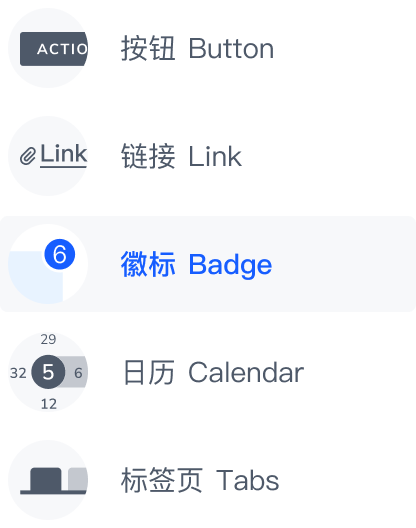 ACTIO
按钮 Button
Link
链接 Link
6
徽标 Badge
29
32 5 6
12
日历 Calendar
标签页 Tabs